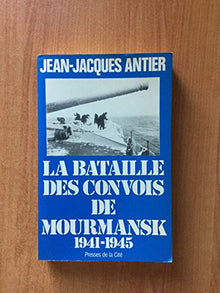 JEAN-JACQUES ANTIER
LA BATAILLE
DES CONVOIS
DE
MOURMANSK
1941-1945
Presses de la Cité